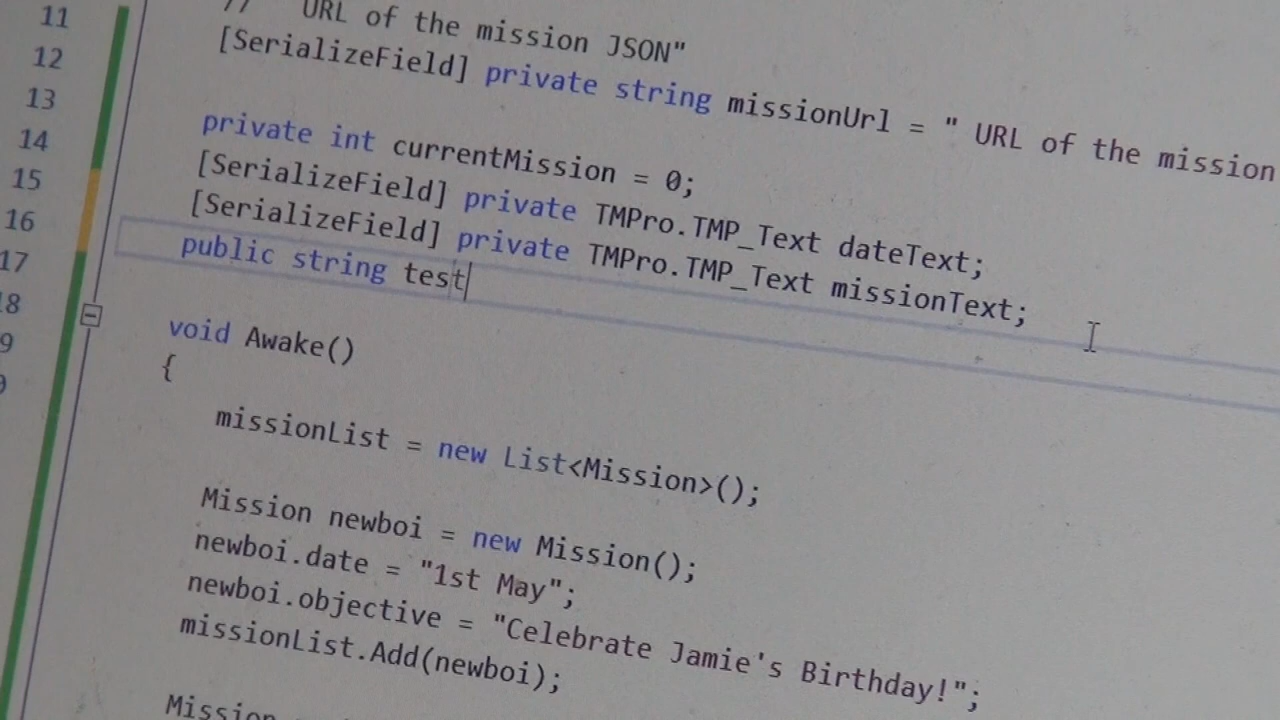 11 // URL of the mission JSON"
12 [SerializeField] private string missionUrl = " URL of the mission
13
14 private int currentMission = 0;
15 [SerializeField] private TMPro.TMP_Text dateText;
16 [SerializeField] private TMPro.TMP_Text missionText;
17 public string test
18
9 void Awake()
{
missionList = new List<Mission>();
Mission newboi = new Mission();
newboi.date = "1st May";
newboi.objective = "Celebrate Jamie's Birthday!";
missionList.Add(newboi);
Mission